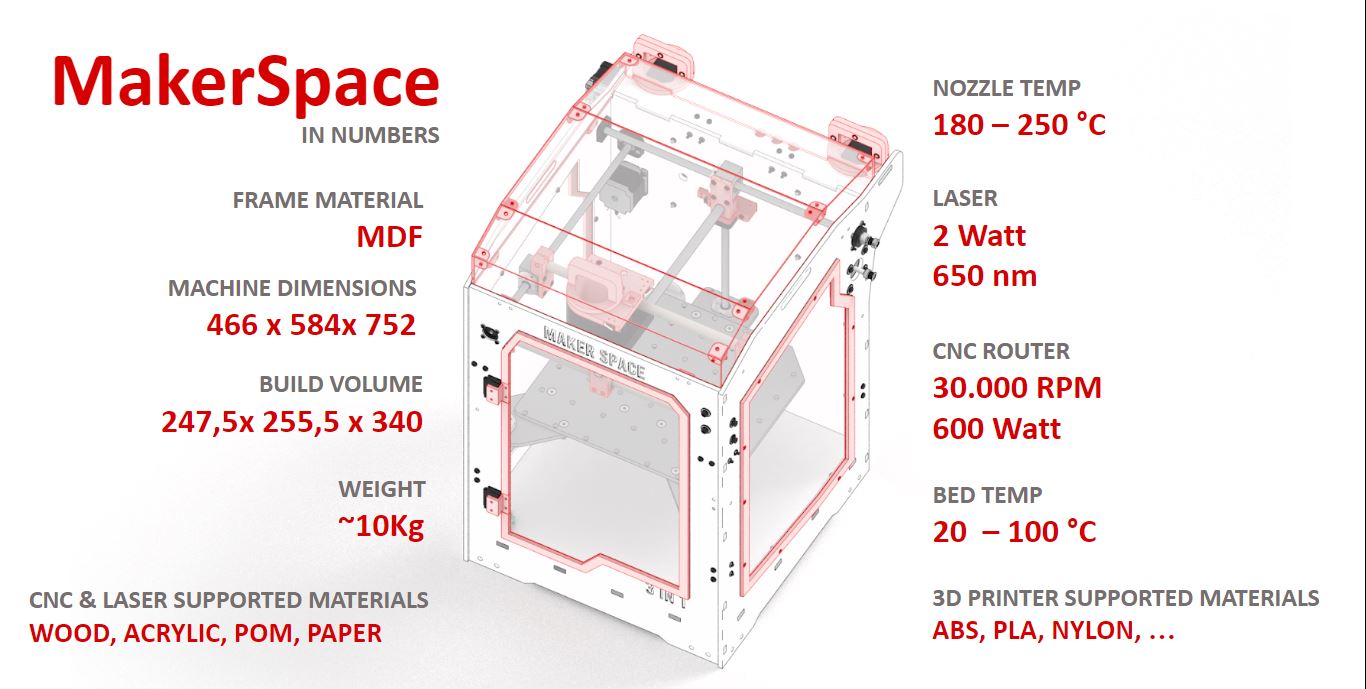 MakerSpace
IN NUMBERS
FRAME MATERIAL
MDF
MACHINE DIMENSIONS
466 x 584x 752
BUILD VOLUME
247,5x 255,5 x 340
WEIGHT
~10Kg
CNC & LASER SUPPORTED MATERIALS
WOOD, ACRYLIC, POM, PAPER
MAKER SPACE
3 IN 1
NOZZLE TEMP
180 – 250 °C
LASER
2 Watt
650 nm
CNC ROUTER
30.000 RPM
600 Watt
BED TEMP
20 – 100 °C
3D PRINTER SUPPORTED MATERIALS
ABS, PLA, NYLON, ...